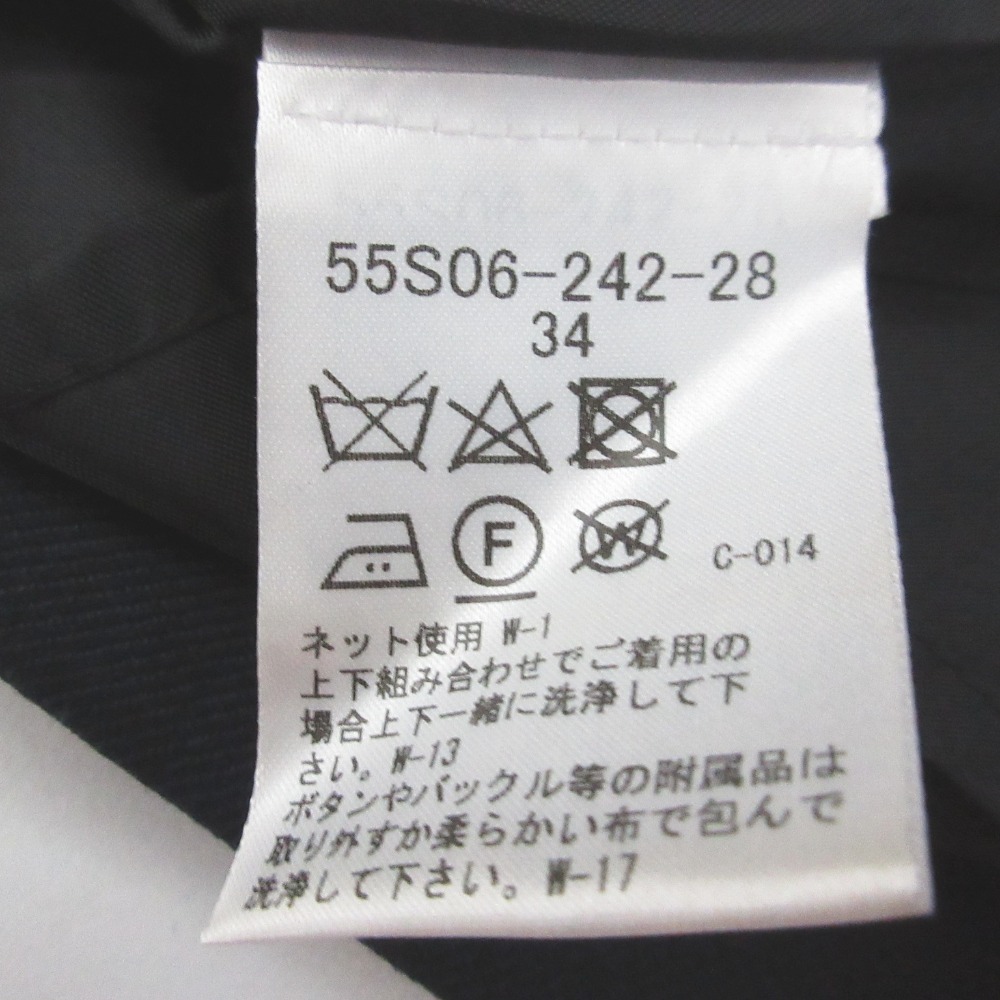 55S06-242-28
34
F
W
C-014
ネット使用 W-1
上下組み合わせでご着用の
場合上下一緒に洗浄して下
さい。W-13
ボタンやバックル等の附属品は
取り外すか柔らかい布で包んで
洗浄して下さい。W-17